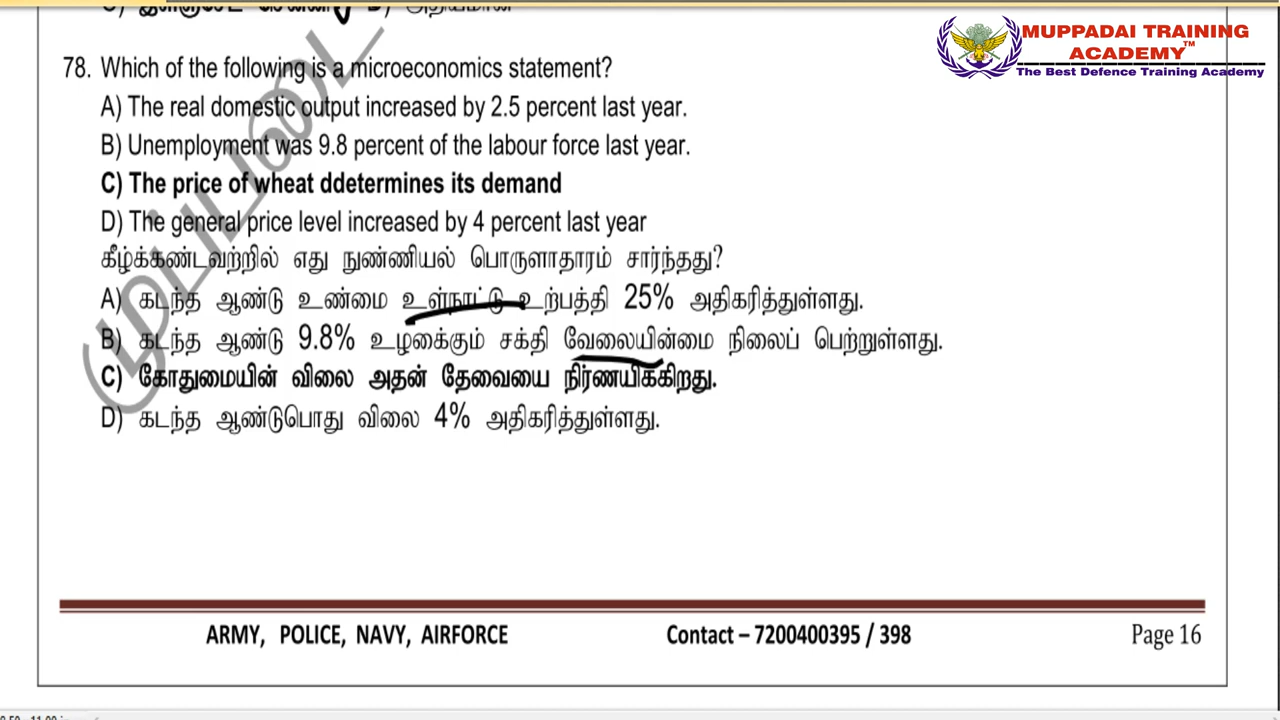 MUPPADAI TRAINING
ACADEMY™
The Best Defence Training Academy
78. Which of the following is a microeconomics statement?
A) The real domestic output increased by 2.5 percent last year.
B) Unemployment was 9.8 percent of the labour force last year.
C) The price of wheat ddetermines its demand
D) The general price level increased by 4 percent last year
கீழ்க்கண்டவற்றில் எது நுண்ணியல் பொருளாதாரம் சார்ந்தது?
A) கடந்த ஆண்டு உண்மை உள்நாட்டு உற்பத்தி 25% அதிகரித்துள்ளது.
B) கடந்த ஆண்டு 9.8% உழைக்கும் சக்தி வேலையின்மை நிலைப் பெற்றுள்ளது.
C) கோதுமையின் விலை அதன் தேவையை நிர்ணயிக்கிறது.
D) கடந்த ஆண்டுபொது விலை 4% அதிகரித்துள்ளது.
ARMY, POLICE, NAVY, AIRFORCE Contact – 7200400395 / 398 Page 16